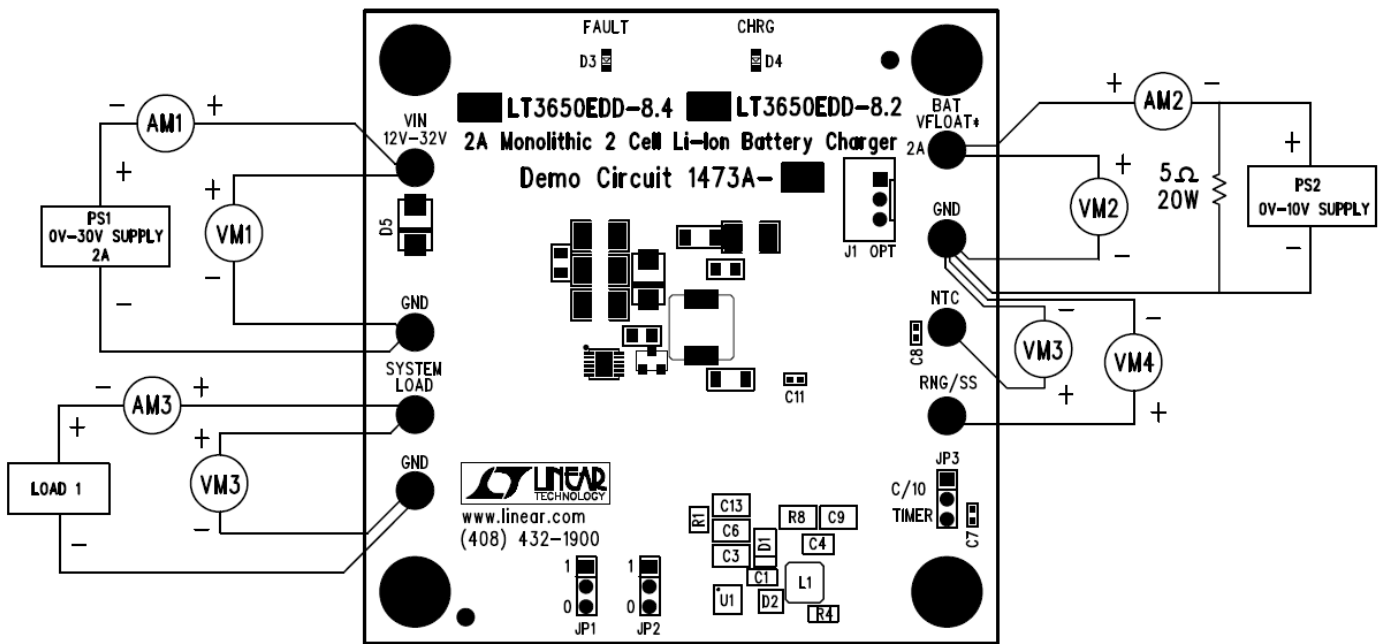 FAULT
CHRG
D3
D4
LT3650EDD-8.4
LT3650EDD-8.2
2A Monolithic 2 Cell Li-Ion Battery Charger
Demo Circuit 1473A-
VIN
12V-32V
D5
GND
SYSTEM
LOAD
GND
BAT
VFLOAT*
2A
GND
J1 OPT
NTC
C8
RNG/SS
C11
JP3
C/10
TIMER
C7
- AM1 +
+
PS1
0V-30V SUPPLY
2A
-
+
VM1
-
- AM3 +
+
LOAD 1
-
+
VM3
-
+ AM2 -
+
VM2
-
5Ω
20W
+
PS2
0V-10V SUPPLY
-
-
VM3
+
-
VM4
+
LT LINEAR
TECHNOLOGY
www.linear.com
(408) 432-1900
1
0
JP1
1
0
JP2
R1
C13
C6
C3
D1
C1
U1
D2
R8
C9
C4
L1
R4